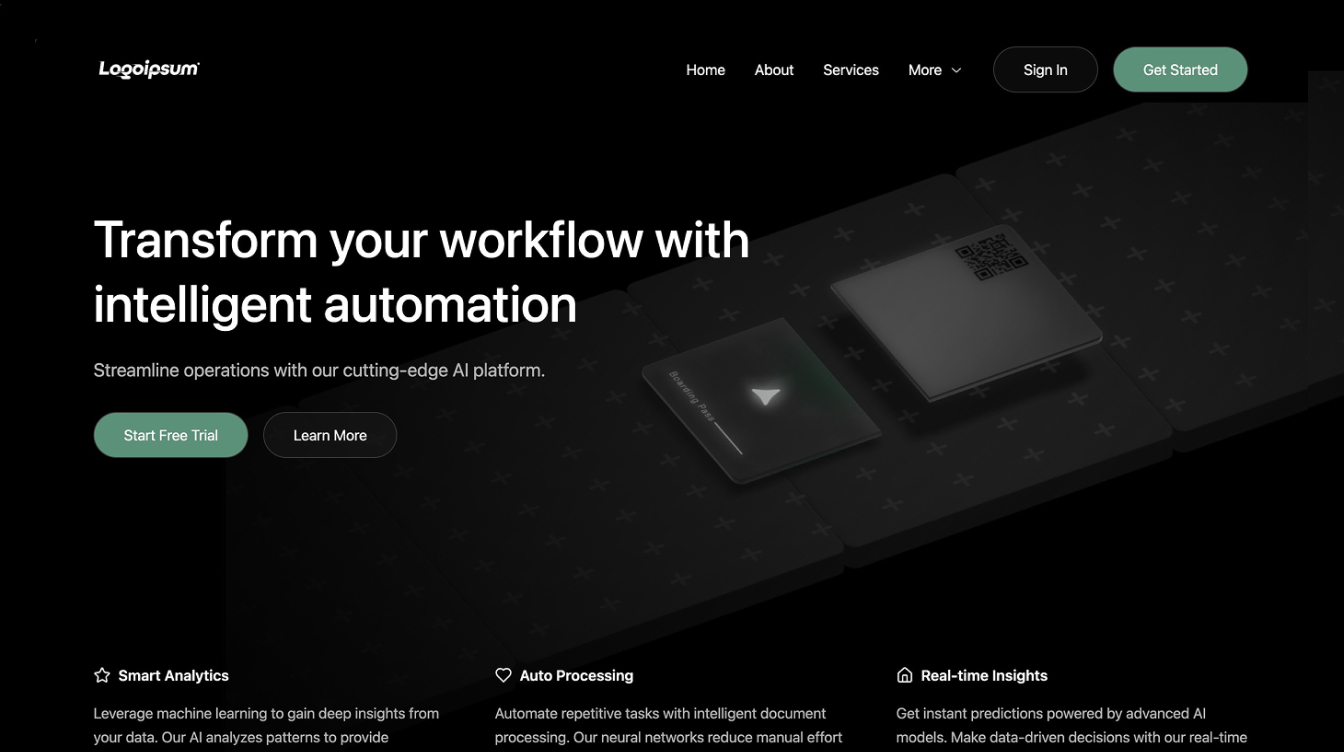 Logoipsum
Home About Services More Sign In Get Started
Transform your workflow with
intelligent automation
Streamline operations with our cutting-edge AI platform.
Start Free Trial Learn More
Boarding Pass
Smart Analytics
Leverage machine learning to gain deep insights from
your data. Our AI analyzes patterns to provide
Auto Processing
Automate repetitive tasks with intelligent document
processing. Our neural networks reduce manual effort
Real-time Insights
Get instant predictions powered by advanced AI
models. Make data-driven decisions with our real-time